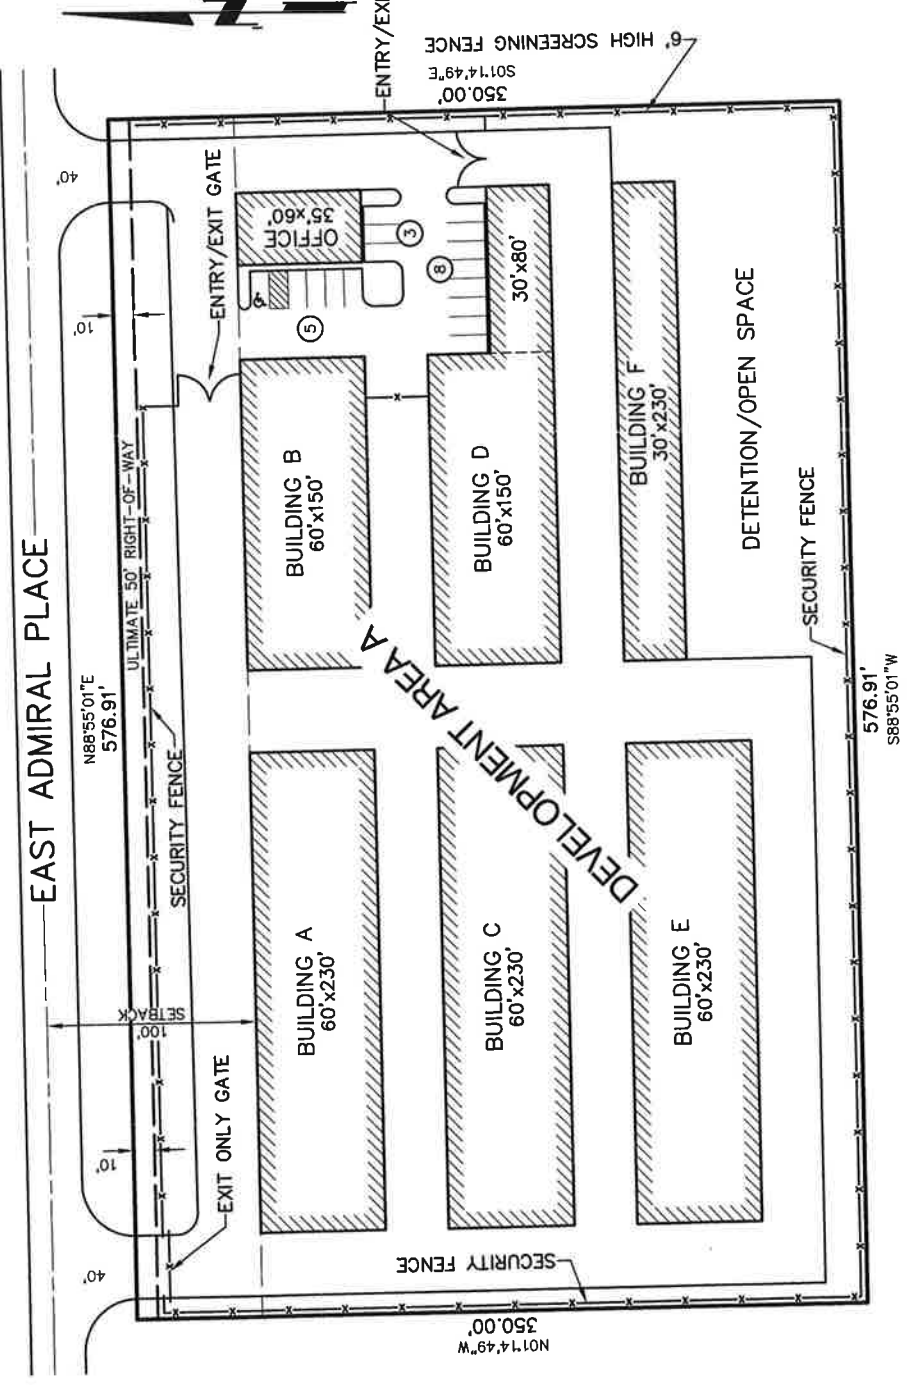 EAST ADMIRAL PLACE
N88°55'01"E
576.91'
ULTIMATE 50' RIGHT-OF-WAY
SECURITY FENCE
100'
SETBACK
10'
10'
40'
40'
EXIT ONLY GATE
ENTRY/EXIT GATE
ENTRY/EXI
6' HIGH SCREENING FENCE
S01°14'49"E
350.00'
OFFICE
35'x60'
3
8
5
30'x80'
BUILDING A
60'x230'
BUILDING B
60'x150'
BUILDING C
60'x230'
BUILDING D
60'x150'
BUILDING E
60'x230'
BUILDING F
30'x230'
DEVELOPMENT AREA A
DETENTION/OPEN SPACE
SECURITY FENCE
SECURITY FENCE
N01°14'49"W
350.00'
576.91'
S88°55'01"W